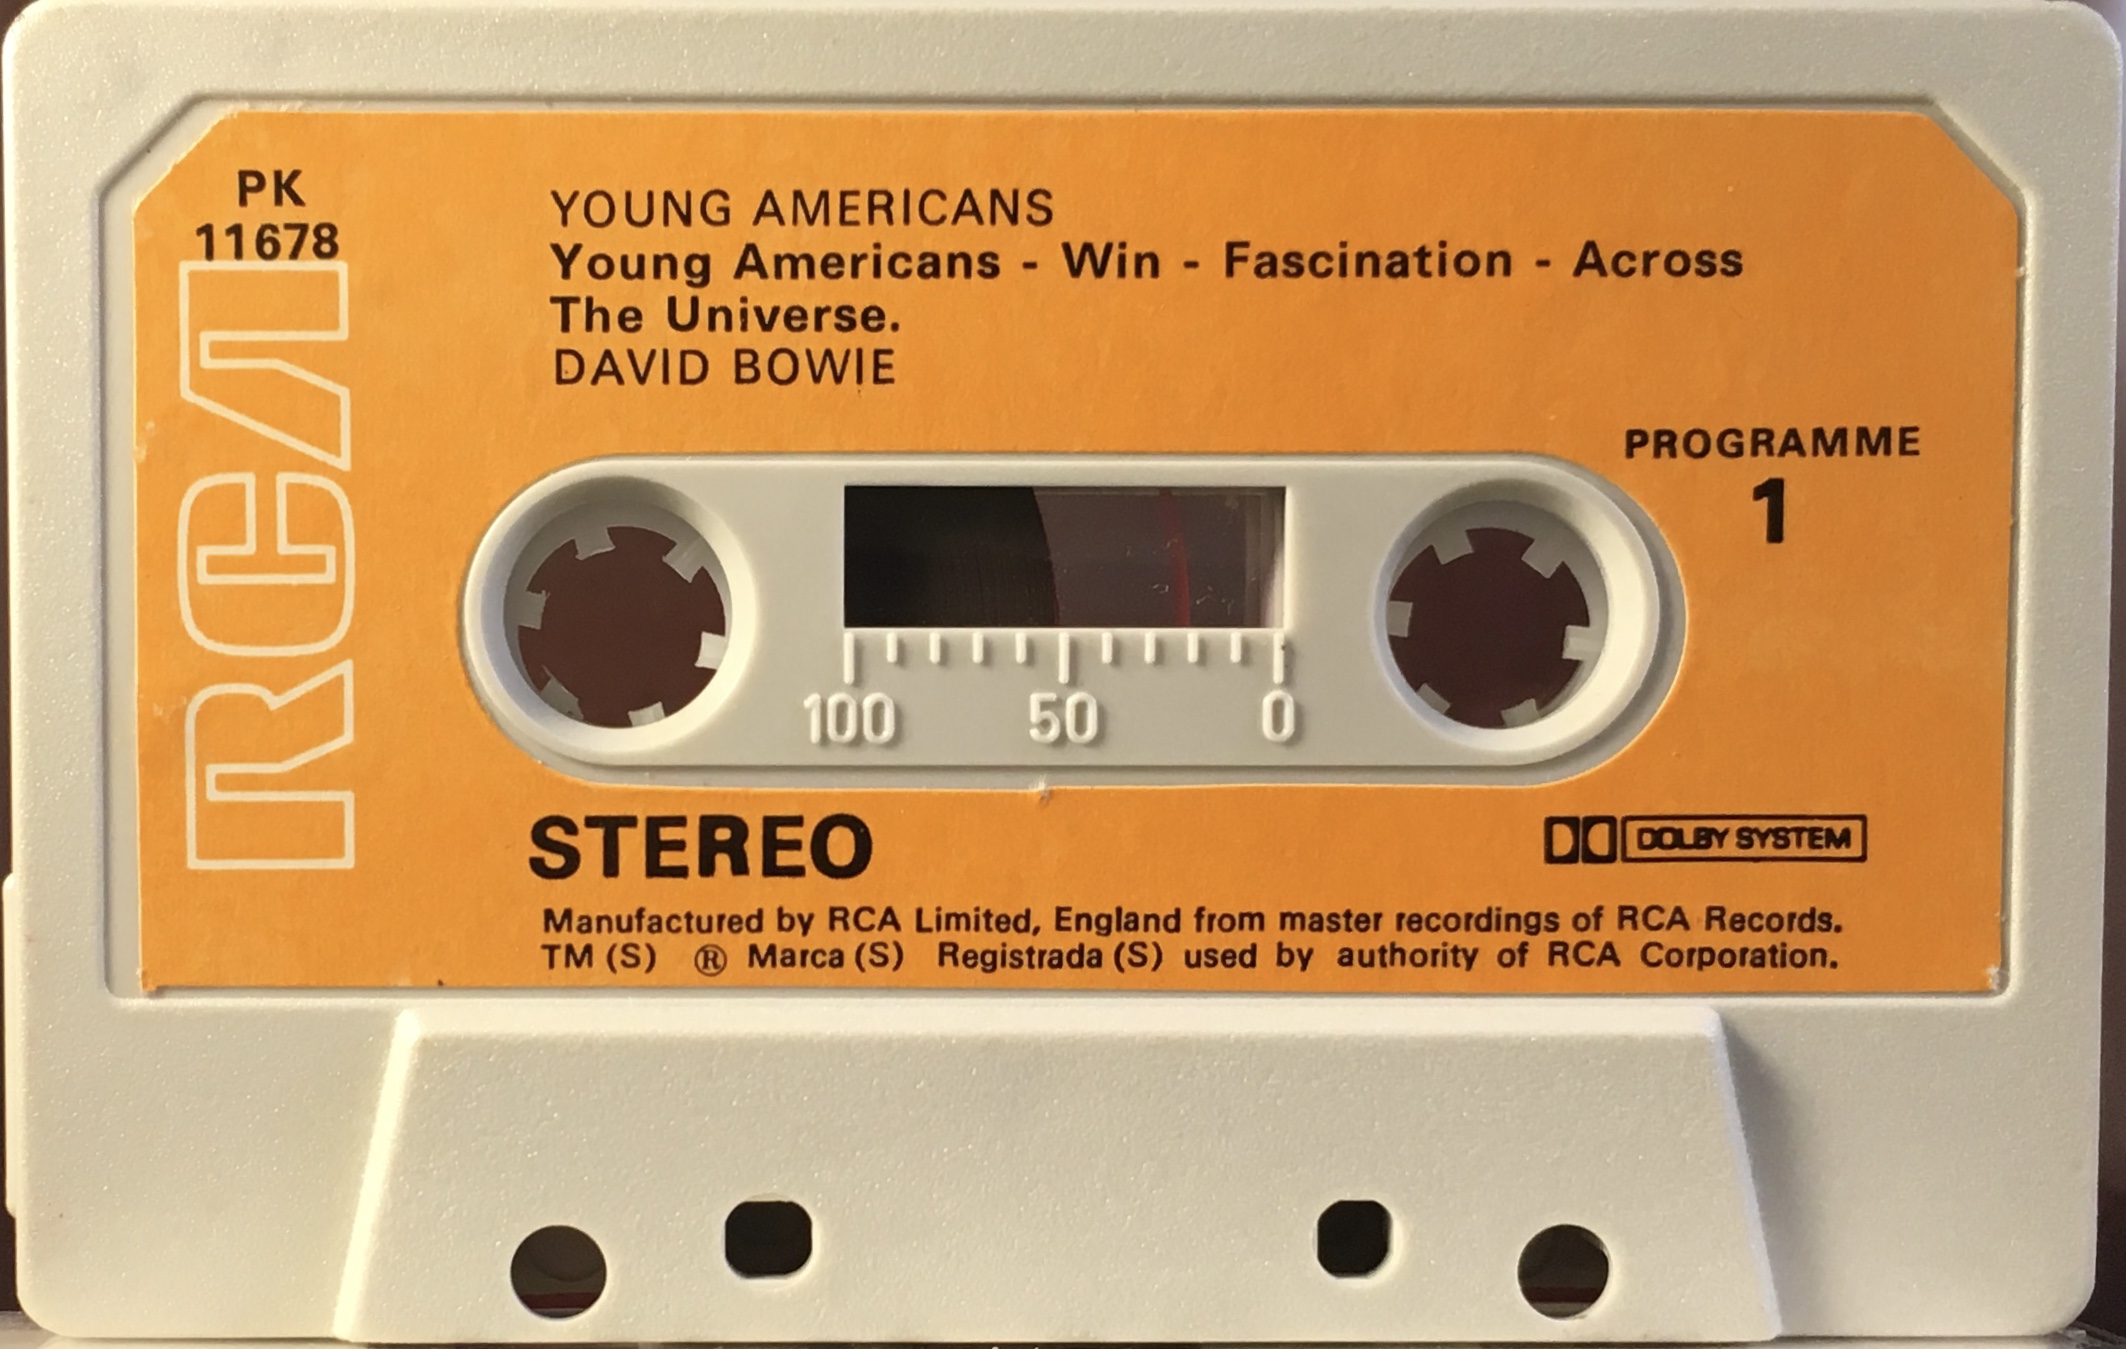 PK
11678
RCA
YOUNG AMERICANS
Young Americans - Win - Fascination - Across
The Universe.
DAVID BOWIE
PROGRAMME
1
100 50 0
STEREO
DOLBY SYSTEM
Manufactured by RCA Limited, England from master recordings of RCA Records.
TM (S) ® Marca (S) Registrada (S) used by authority of RCA Corporation.